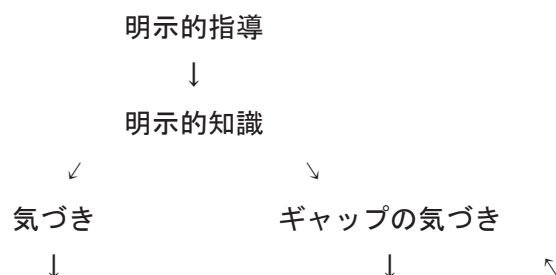 明示的指導
↓
明示的知識
↙ ↘
気づき ギャップの気づき
↓ ↓ ↖